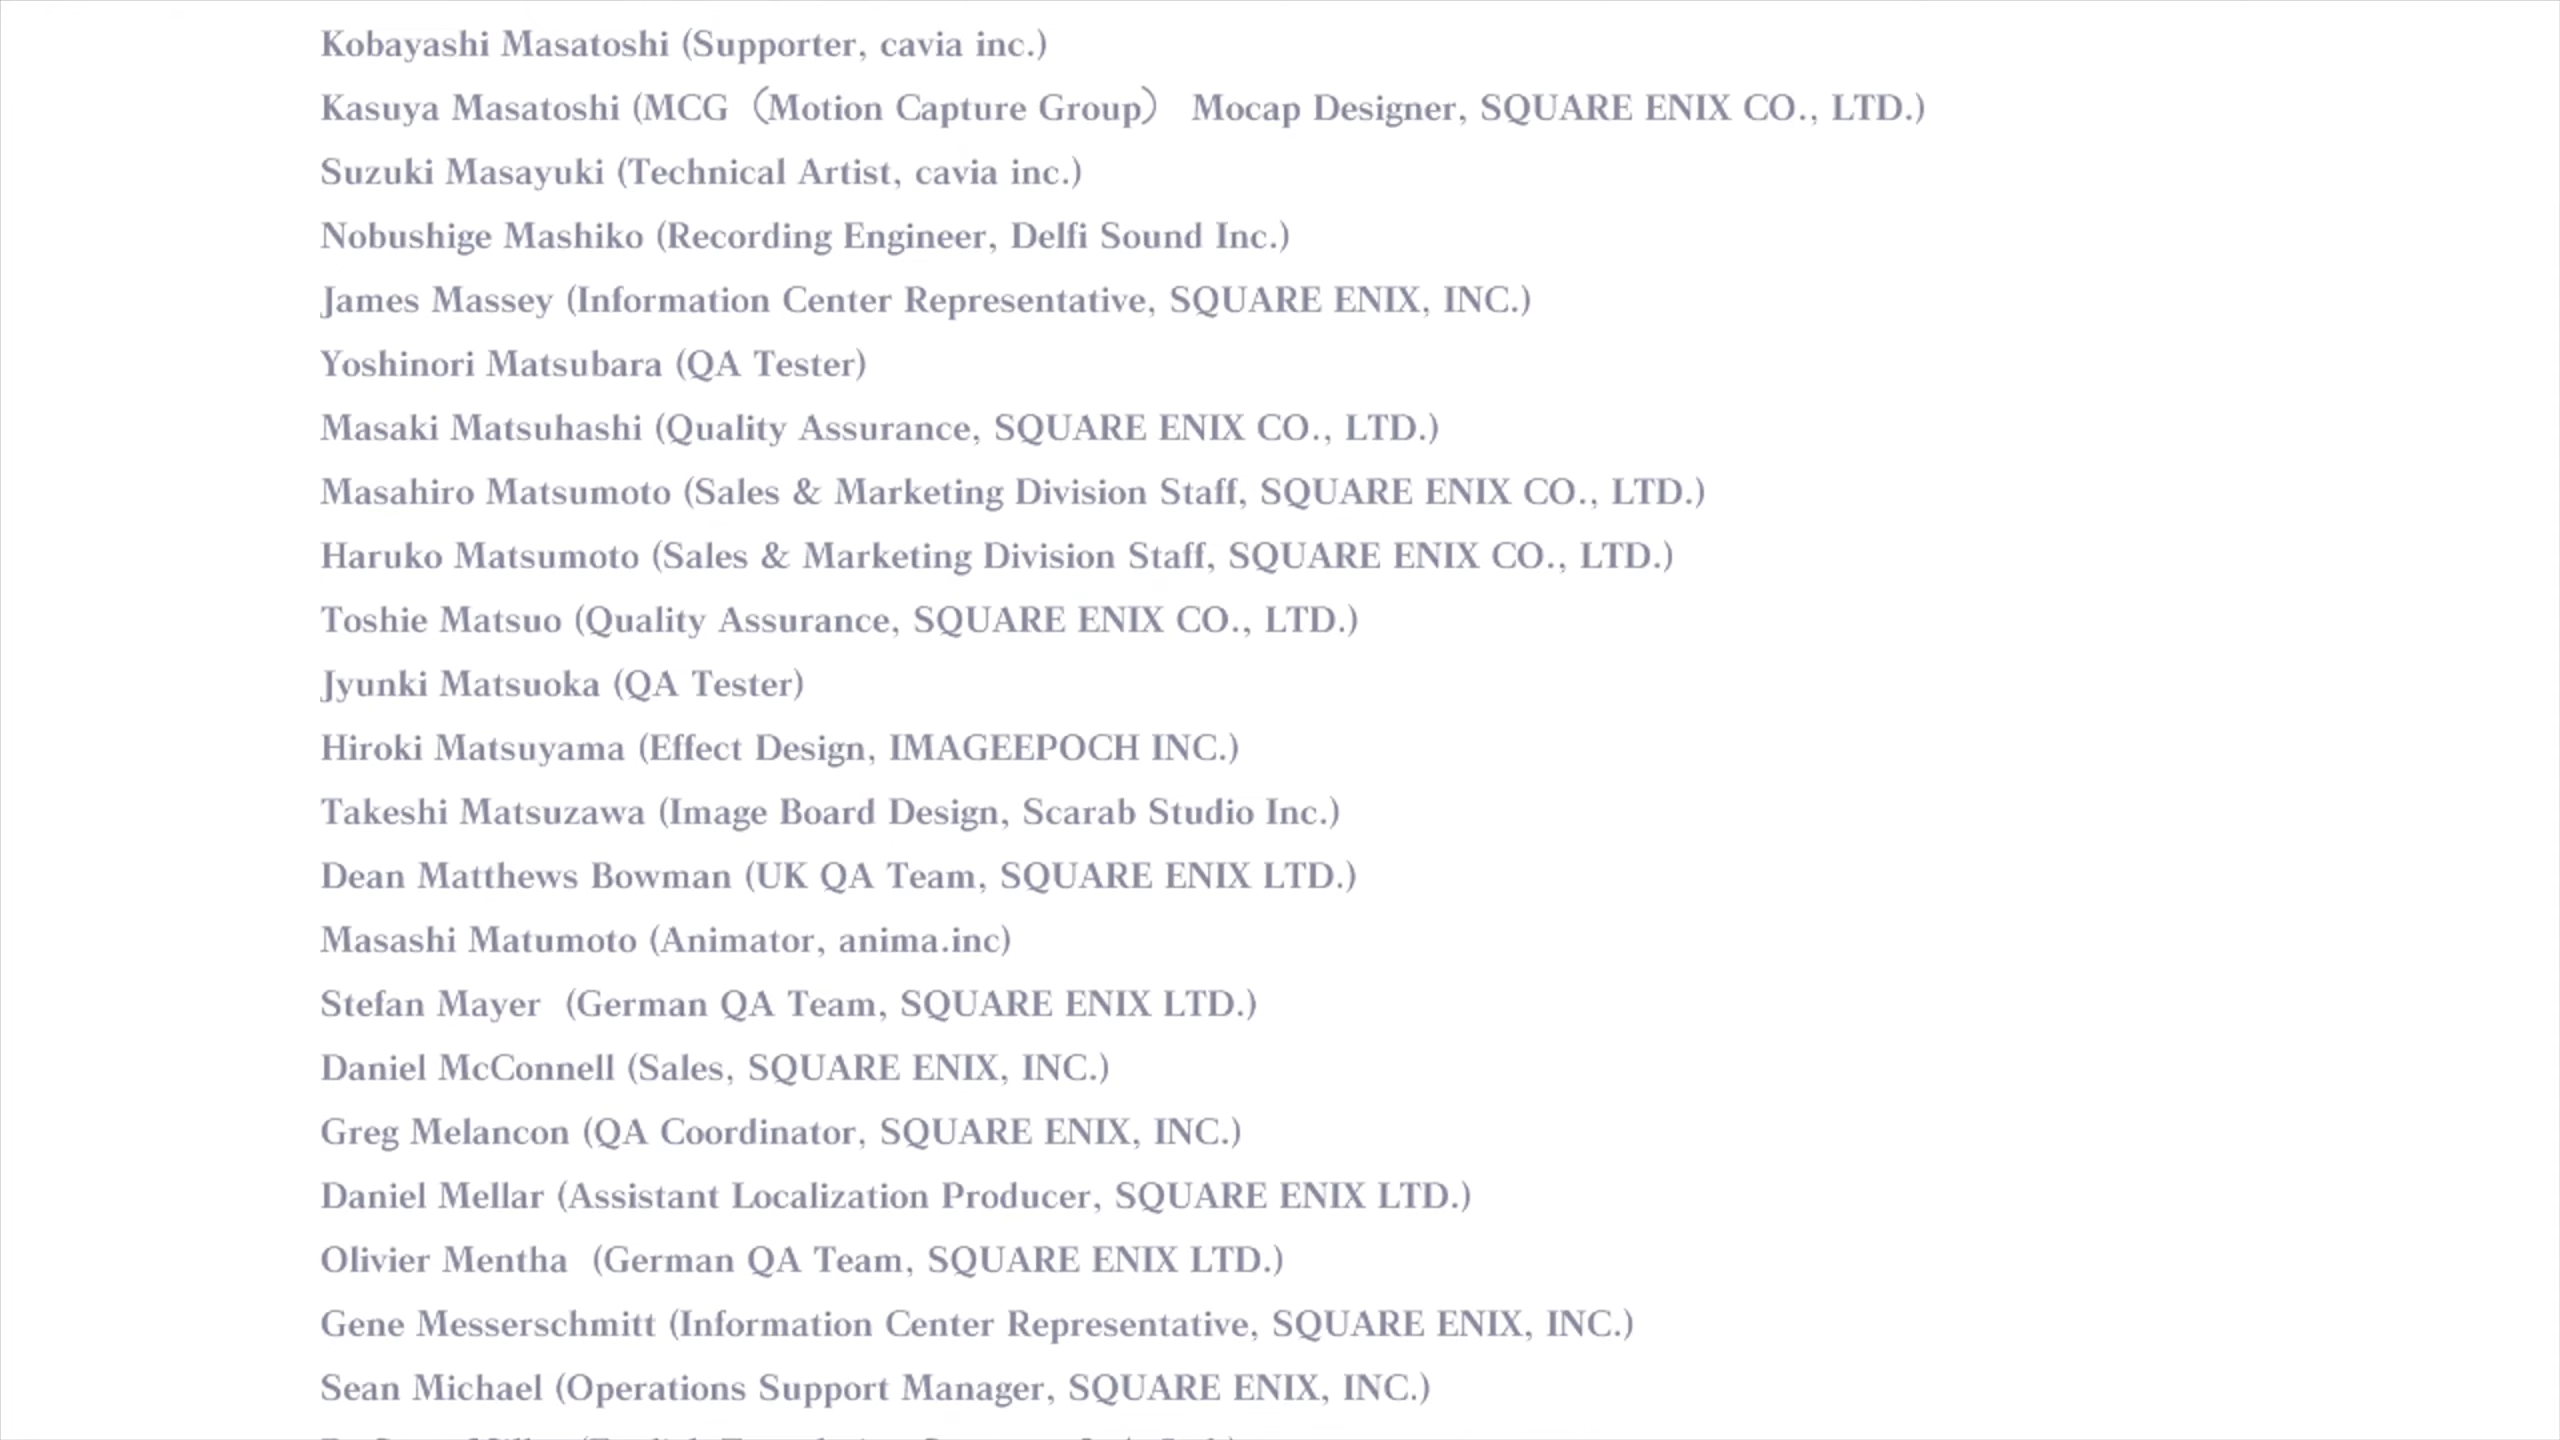 Kobayashi Masatoshi (Supporter, cavia inc.)
Kasuya Masatoshi (MCG（Motion Capture Group） Mocap Designer, SQUARE ENIX CO., LTD.)
Suzuki Masayuki (Technical Artist, cavia inc.)
Nobushige Mashiko (Recording Engineer, Delfi Sound Inc.)
James Massey (Information Center Representative, SQUARE ENIX, INC.)
Yoshinori Matsubara (QA Tester)
Masaki Matsuhashi (Quality Assurance, SQUARE ENIX CO., LTD.)
Masahiro Matsumoto (Sales & Marketing Division Staff, SQUARE ENIX CO., LTD.)
Haruko Matsumoto (Sales & Marketing Division Staff, SQUARE ENIX CO., LTD.)
Toshie Matsuo (Quality Assurance, SQUARE ENIX CO., LTD.)
Jyunki Matsuoka (QA Tester)
Hiroki Matsuyama (Effect Design, IMAGEEPOCH INC.)
Takeshi Matsuzawa (Image Board Design, Scarab Studio Inc.)
Dean Matthews Bowman (UK QA Team, SQUARE ENIX LTD.)
Masashi Matumoto (Animator, anima.inc)
Stefan Mayer  (German QA Team, SQUARE ENIX LTD.)
Daniel McConnell (Sales, SQUARE ENIX, INC.)
Greg Melancon (QA Coordinator, SQUARE ENIX, INC.)
Daniel Mellar (Assistant Localization Producer, SQUARE ENIX LTD.)
Olivier Mentha  (German QA Team, SQUARE ENIX LTD.)
Gene Messerschmitt (Information Center Representative, SQUARE ENIX, INC.)
Sean Michael (Operations Support Manager, SQUARE ENIX, INC.)